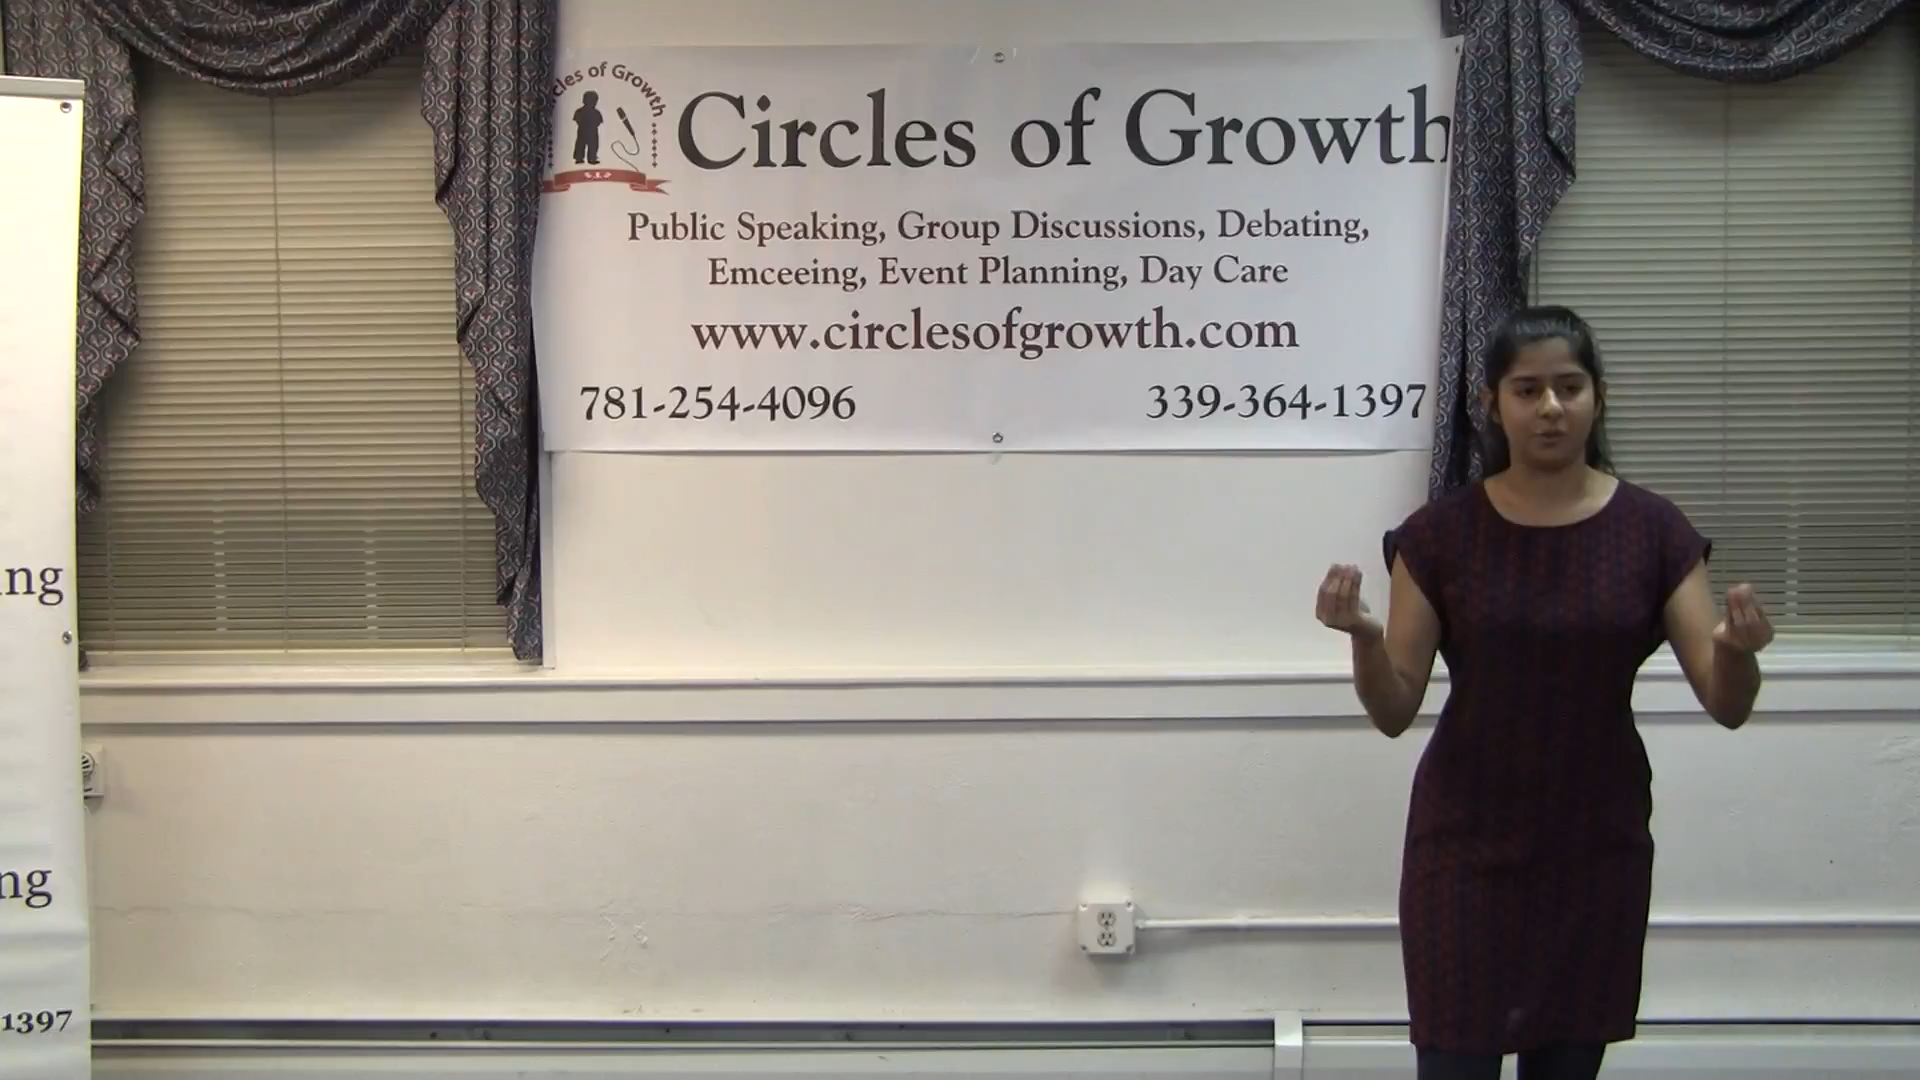 cles of Growth
Circles of Growth
Public Speaking, Group Discussions, Debating,
Emceeing, Event Planning, Day Care
www.circlesofgrowth.com
781-254-4096
339-364-1397
ng
ng
1397